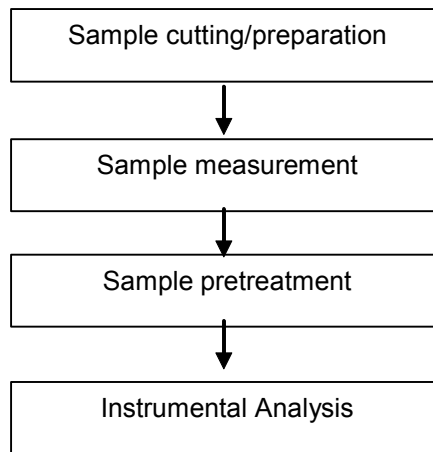 Sample cutting/preparation
Sample measurement
Sample pretreatment
Instrumental Analysis